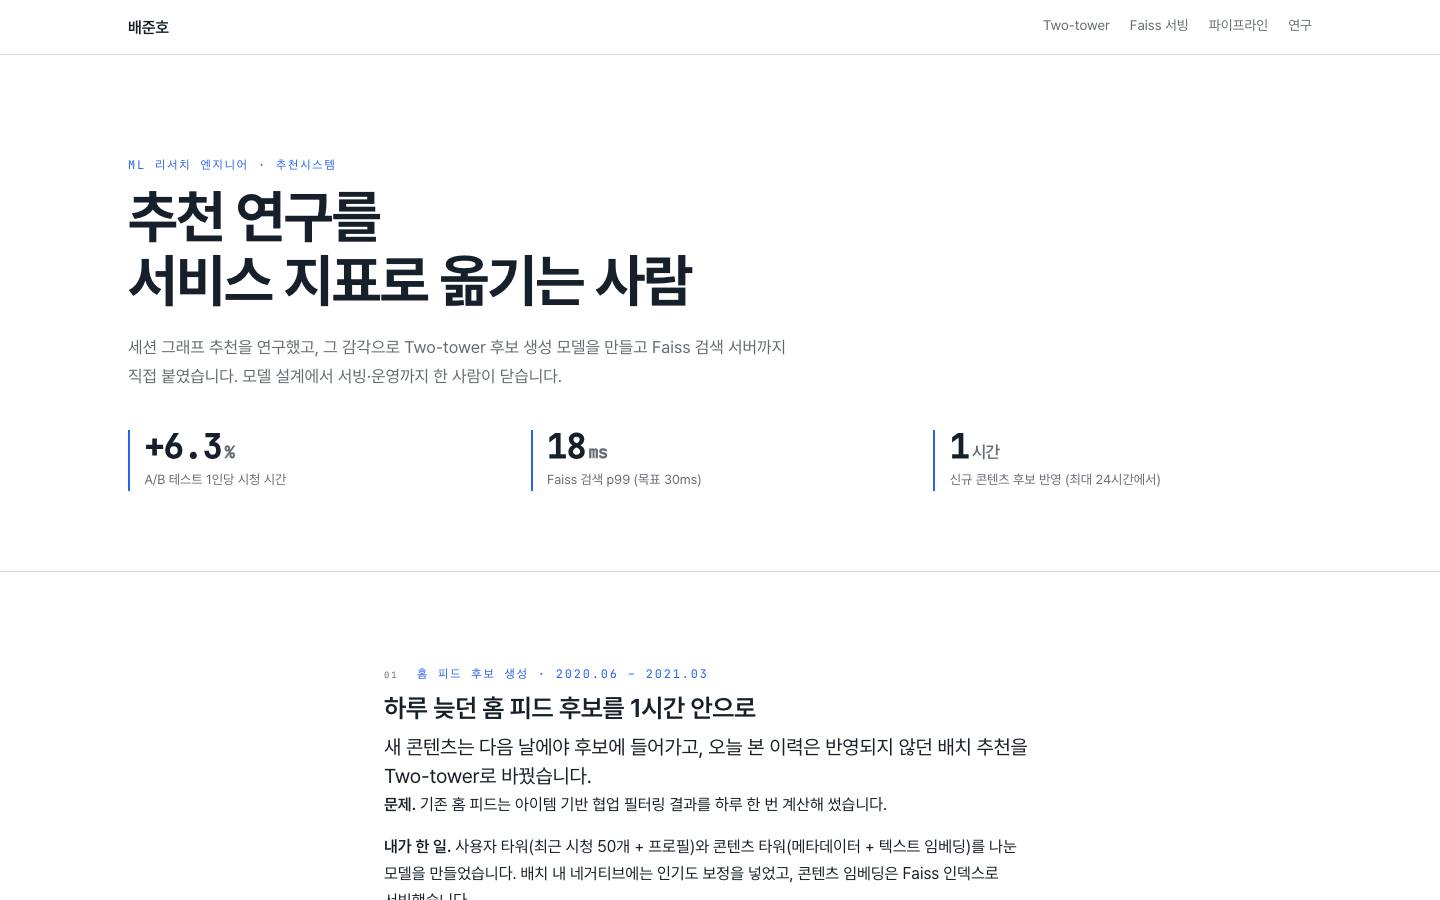 배준호
Two-tower Faiss 서빙 파이프라인 연구
ML 리서치 엔지니어 · 추천시스템
추천 연구를
서비스 지표로 옮기는 사람
세션 그래프 추천을 연구했고, 그 감각으로 Two-tower 후보 생성 모델을 만들고 Faiss 검색 서버까지
직접 붙였습니다. 모델 설계에서 서빙·운영까지 한 사람이 닫습니다.
+6.3%
A/B 테스트 1인당 시청 시간
18ms
Faiss 검색 p99 (목표 30ms)
1시간
신규 콘텐츠 후보 반영 (최대 24시간에서)
01 홈 피드 후보 생성 · 2020.06 – 2021.03
하루 늦던 홈 피드 후보를 1시간 안으로
새 콘텐츠는 다음 날에야 후보에 들어가고, 오늘 본 이력은 반영되지 않던 배치 추천을
Two-tower로 바꿨습니다.
문제. 기존 홈 피드는 아이템 기반 협업 필터링 결과를 하루 한 번 계산해 썼습니다.
내가 한 일. 사용자 타워(최근 시청 50개 + 프로필)와 콘텐츠 타워(메타데이터 + 텍스트 임베딩)를 나눈
모델을 만들었습니다. 배치 내 네거티브에는 인기도 보정을 넣었고, 콘텐츠 임베딩은 Faiss 인덱스로
서빙했습니다.